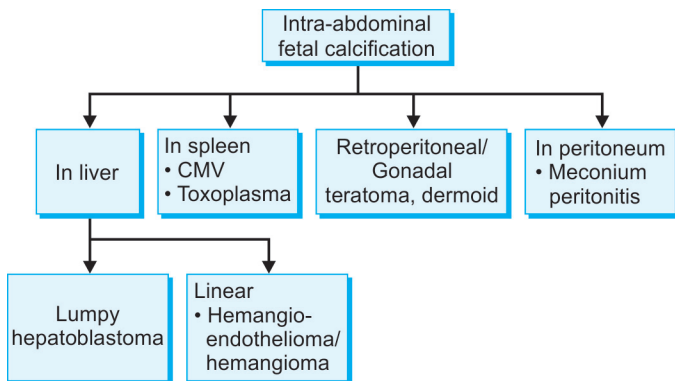 Intra-abdominal
fetal calcification
In liver
In spleen
• CMV
• Toxoplasma
Retroperitoneal/
Gonadal
teratoma, dermoid
In peritoneum
• Meconium
peritonitis
Lumpy
hepatoblastoma
Linear
• Hemangio-
endothelioma/
hemangioma